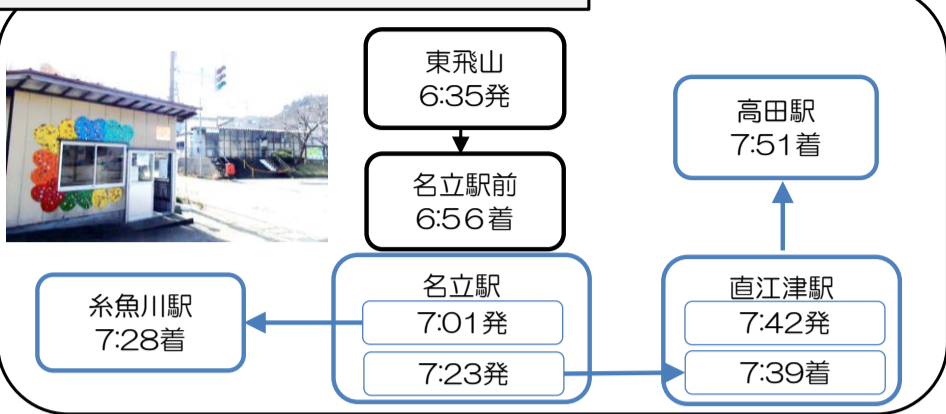 東飛山
6:35発
名立駅前
6:56着
高田駅
7:51着
糸魚川駅
7:28着
名立駅
7:01発
7:23発
直江津駅
7:42発
7:39着